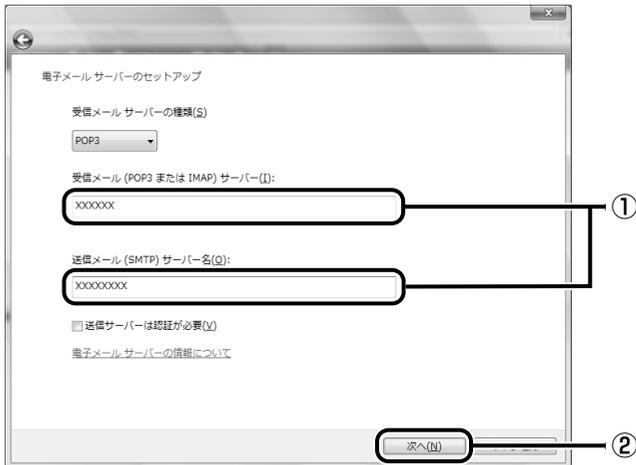 電子メール サーバーのセットアップ
受信メール サーバーの種類(S)
POP3
受信メール (POP3 または IMAP) サーバー(I):
XXXXXX
①
送信メール (SMTP) サーバー名(O):
XXXXXXXX
送信サーバーは認証が必要(V)
電子メール サーバーの情報について
次へ(N)
②